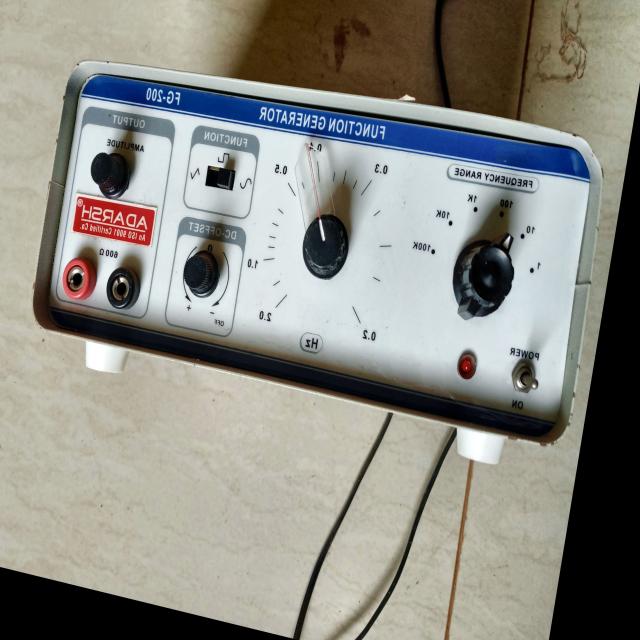 FUNCTION GENERATOR
FG-200
FREQUENCY RANGE
1
10
100
1K
10K
100K
POWER
ON
0.2
0.3
0.4
0.5
1.0
2.0
Hz
FUNCTION
DC-OFFSET
0
- +
OFF
OUTPUT
AMPLITUDE
ADARSH®
An ISO 9001 Certified Co.
600 Ω